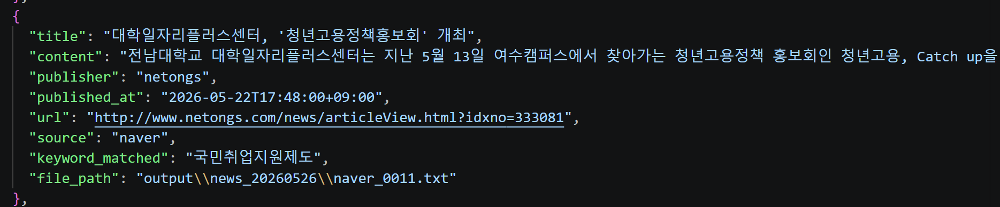 },
{
"title": "대학일자리플러스센터, '청년고용정책홍보회' 개최",
"content": "전남대학교 대학일자리플러스센터는 지난 5월 13일 여수캠퍼스에서 찾아가는 청년고용정책 홍보회인 청년고용, Catch up을
"publisher": "netongs",
"published_at": "2026-05-22T17:48:00+09:00",
"url": "http://www.netongs.com/news/articleView.html?idxno=333081",
"source": "naver",
"keyword_matched": "국민취업지원제도",
"file_path": "output\\news_20260526\\naver_0011.txt"
},